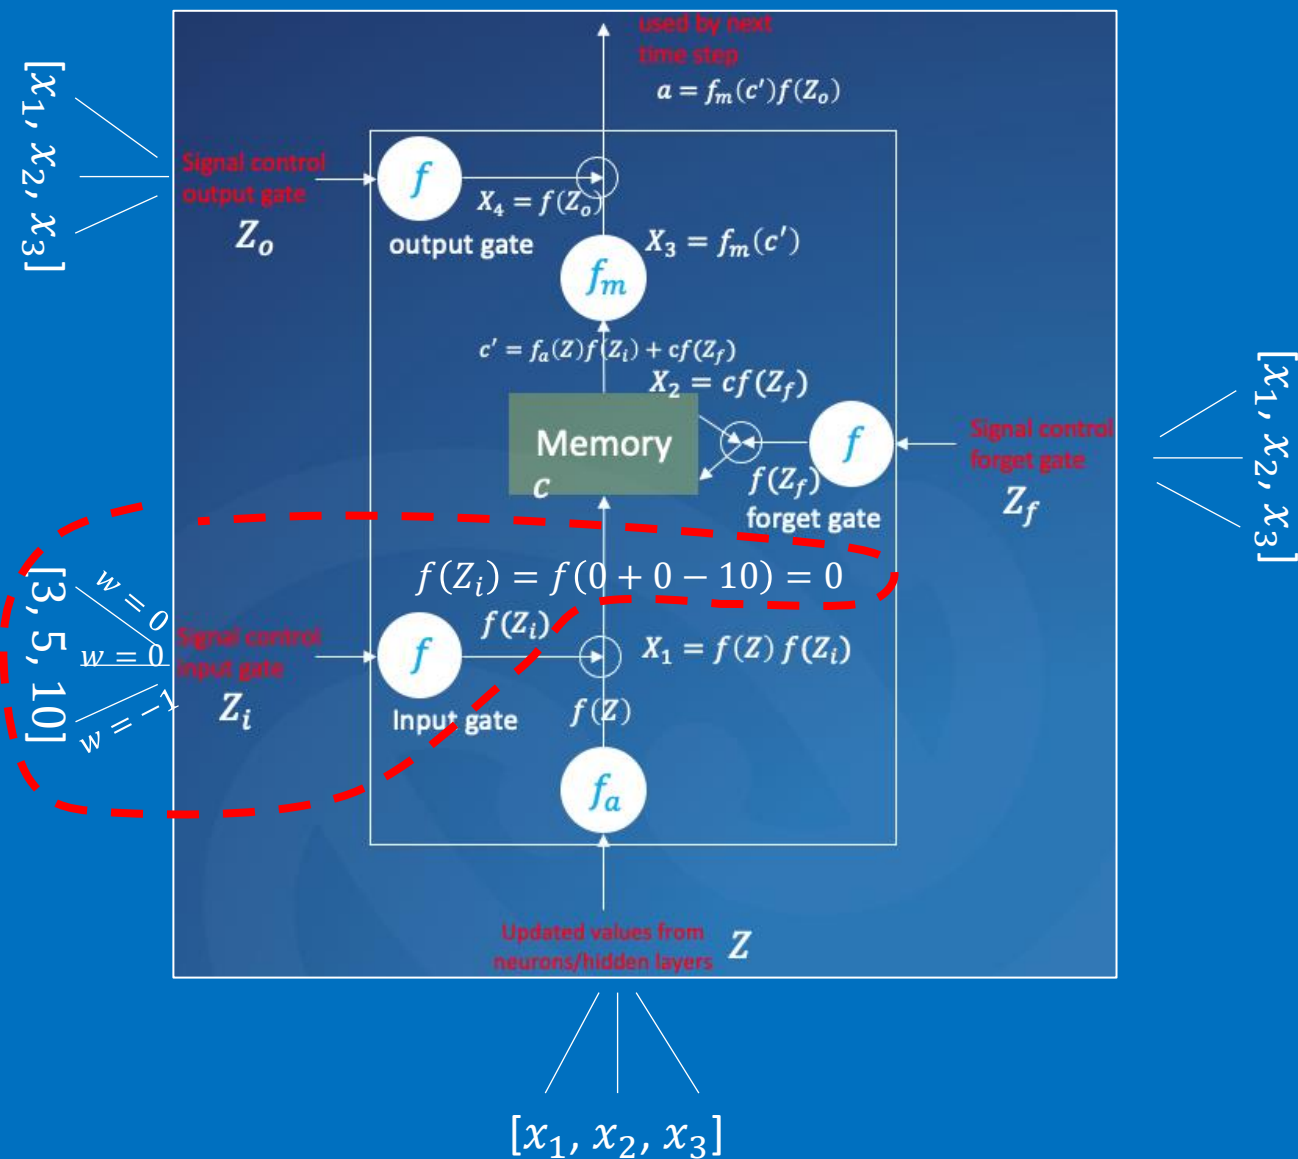 used by next
time step
a = f_m(c')f(Z_o)
[x_1, x_2, x_3]
Signal control
output gate
Z_o
f
X_4 = f(Z_o)
output gate
X_3 = f_m(c')
f_m
c' = f_a(Z)f(Z_i) + cf(Z_f)
X_2 = cf(Z_f)
Memory
c
f
f(Z_f)
forget gate
Signal control
forget gate
Z_f
[x_1, x_2, x_3]
f(Z_i) = f(0 + 0 − 10) = 0
[3, 5, 10]
w = 0
w = 0
w = −1
Signal control
input gate
Z_i
f
f(Z_i)
Input gate
X_1 = f(Z) f(Z_i)
f(Z)
f_a
Updated values from
neurons/hidden layers
Z
[x_1, x_2, x_3]